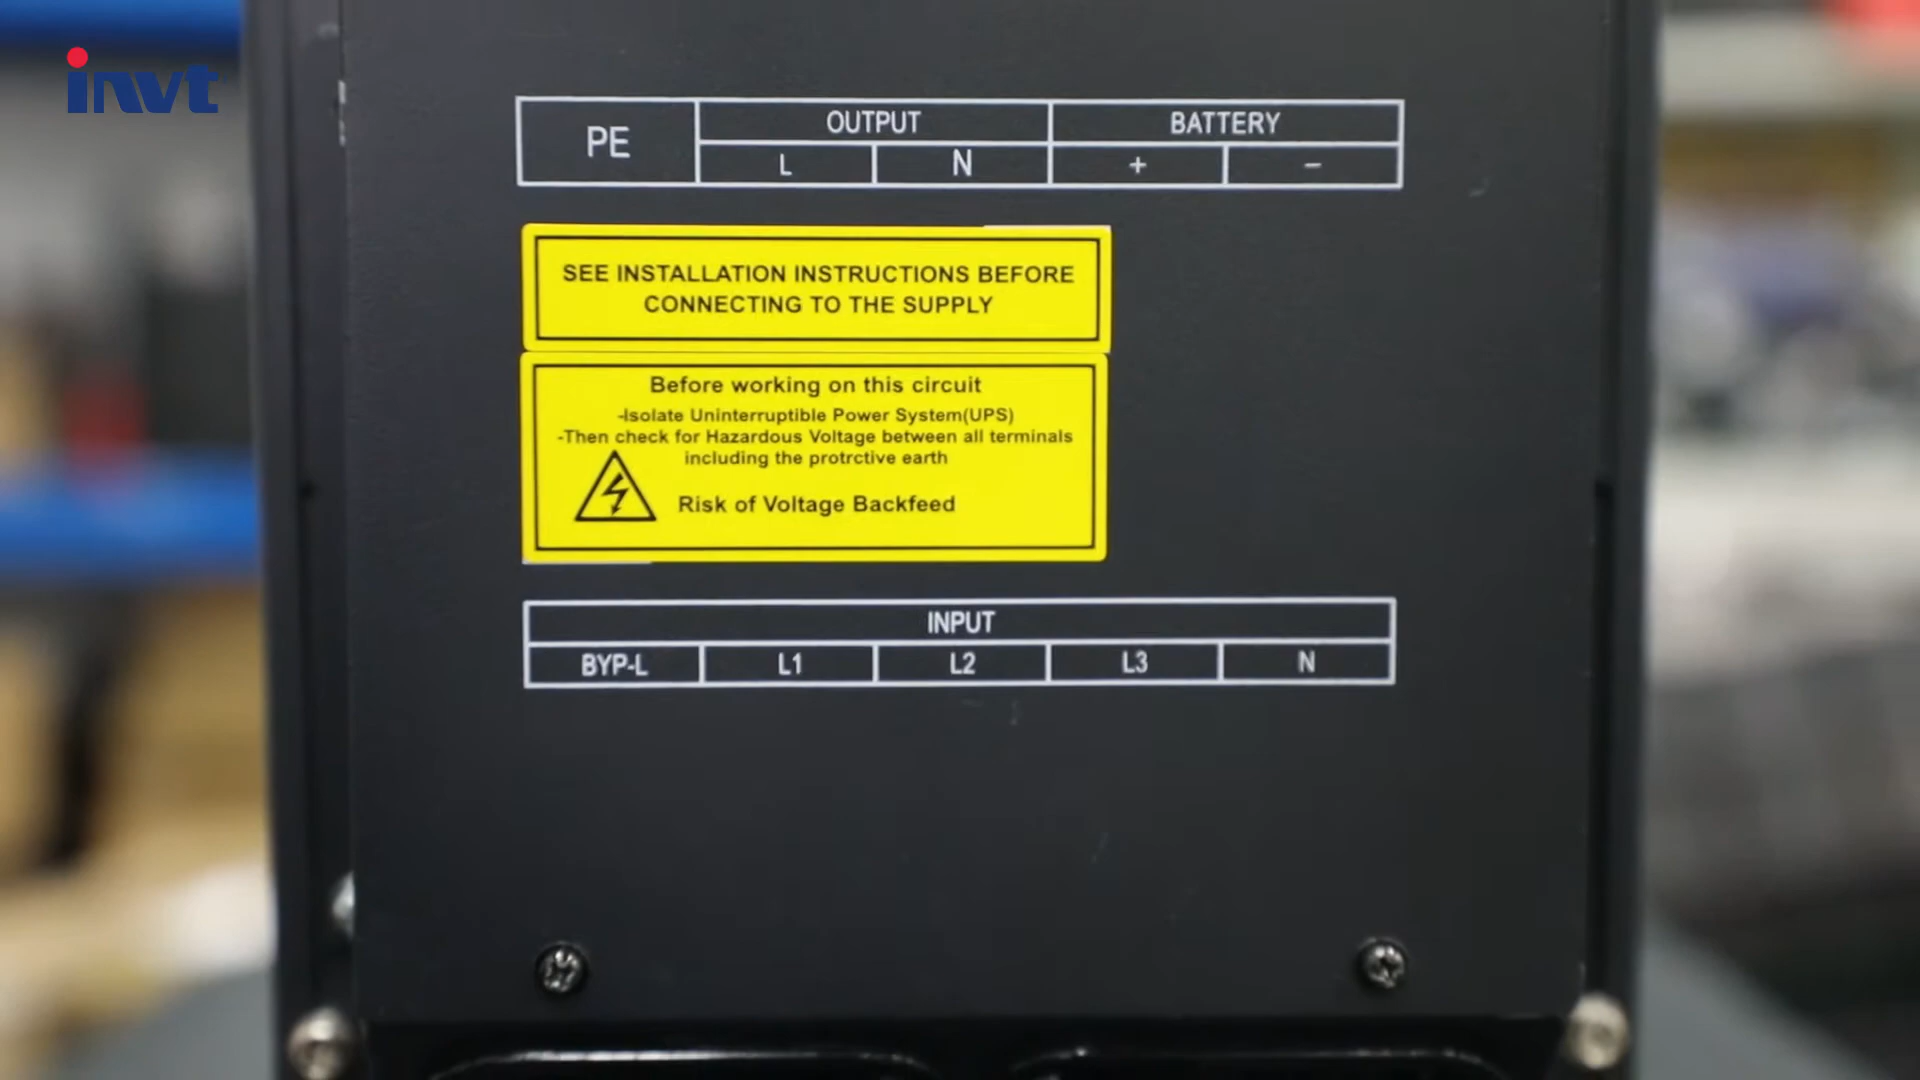 invt
PE
OUTPUT
BATTERY
L
N
+
−
SEE INSTALLATION INSTRUCTIONS BEFORE
CONNECTING TO THE SUPPLY
Before working on this circuit
-Isolate Uninterruptible Power System(UPS)
-Then check for Hazardous Voltage between all terminals
including the protrctive earth
Risk of Voltage Backfeed
INPUT
BYP-L
L1
L2
L3
N